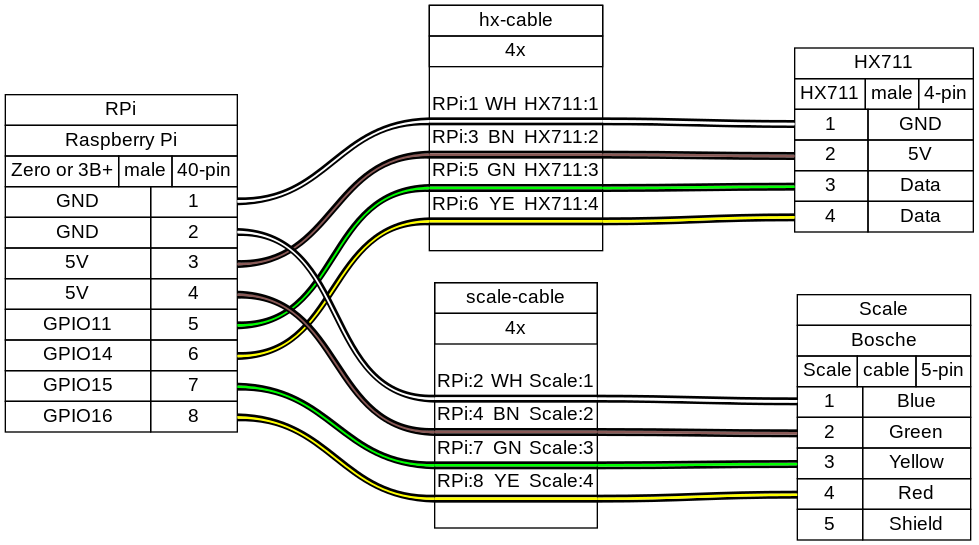 RPi
Raspberry Pi
Zero or 3B+ male 40-pin
GND 1
GND 2
5V 3
5V 4
GPIO11 5
GPIO14 6
GPIO15 7
GPIO16 8
hx-cable
4x
RPi:1 WH HX711:1
RPi:3 BN HX711:2
RPi:5 GN HX711:3
RPi:6 YE HX711:4
scale-cable
4x
RPi:2 WH Scale:1
RPi:4 BN Scale:2
RPi:7 GN Scale:3
RPi:8 YE Scale:4
HX711
HX711 male 4-pin
1 GND
2 5V
3 Data
4 Data
Scale
Bosche
Scale cable 5-pin
1 Blue
2 Green
3 Yellow
4 Red
5 Shield